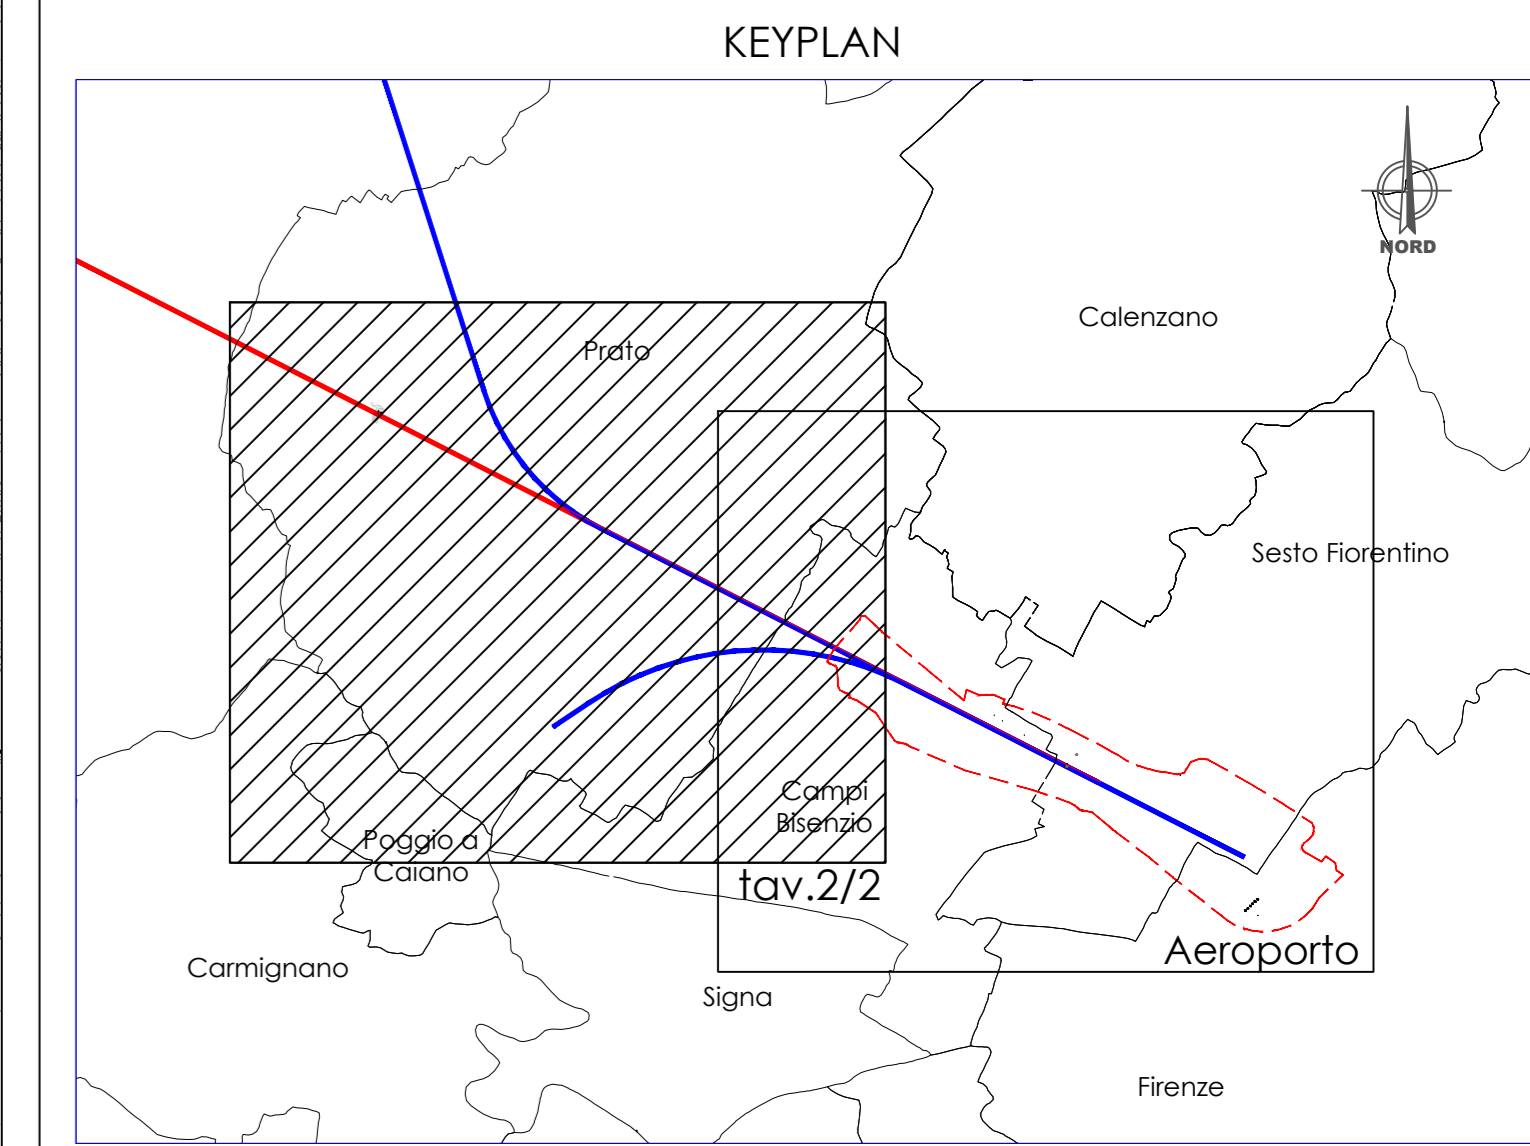 KEYPLAN
NORD
Calenzano
Prato
Sesto Fiorentino
Campi
Bisenzio
Poggio a
Caiano
tav.2/2
Aeroporto
Carmignano
Signa
Firenze